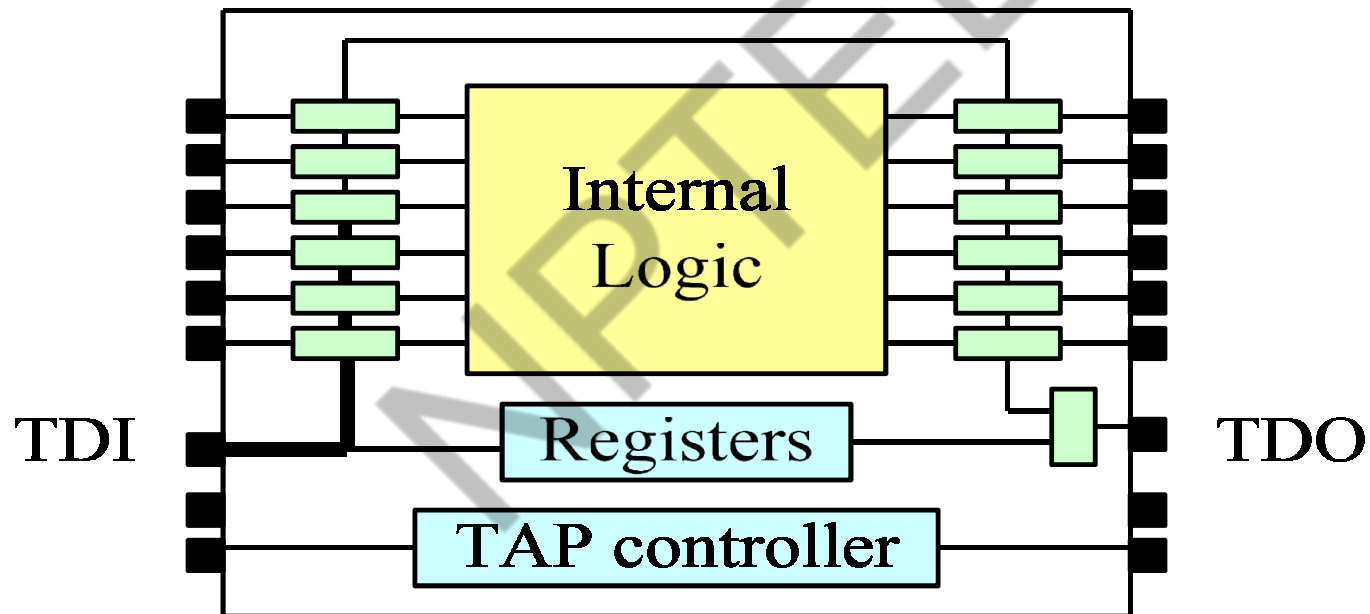 Internal
Logic
TDI
Registers
TDO
TAP controller
NPTEL